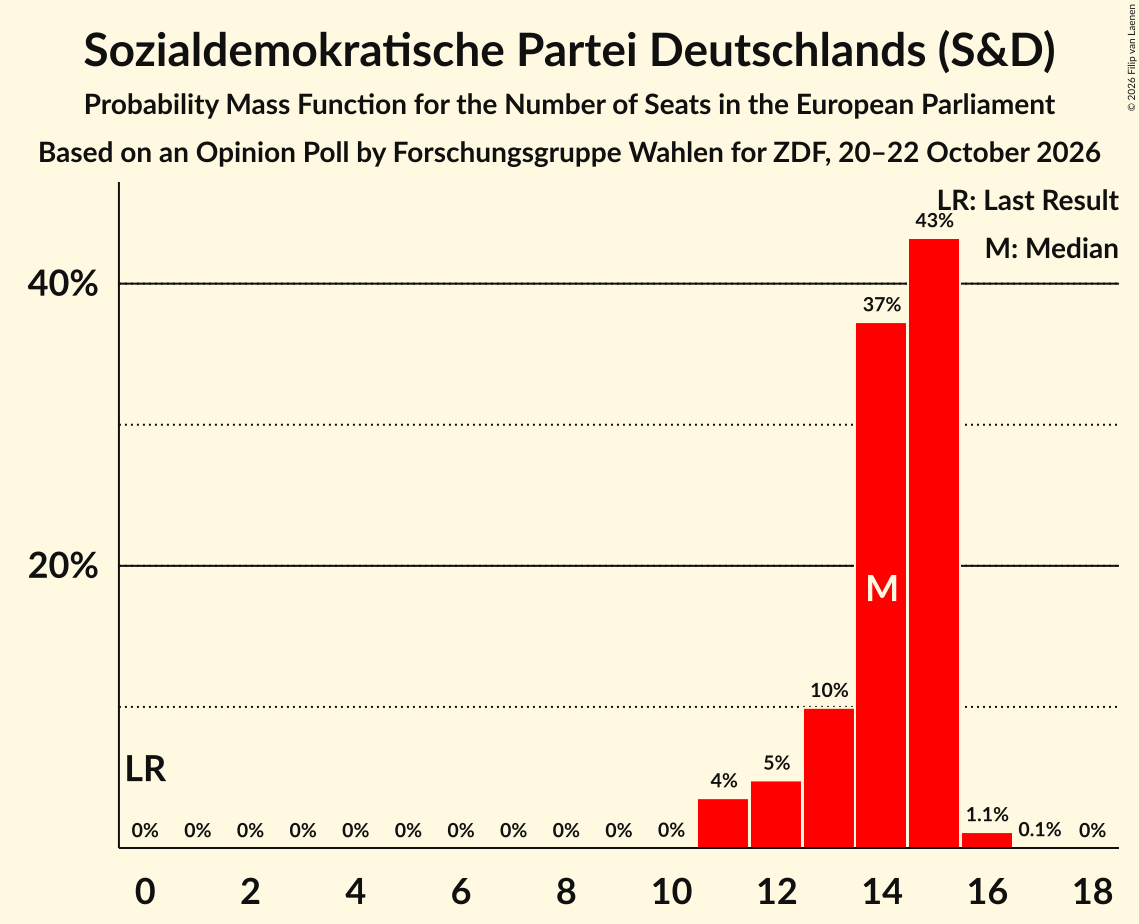 Sozialdemokratische Partei Deutschlands (S&D)
Probability Mass Function for the Number of Seats in the European Parliament
Based on an Opinion Poll by Forschungsgruppe Wahlen for ZDF, 20–22 October 2026
© 2026 Filip van Laenen
LR: Last Result
M: Median
43%
40%
37%
20%
M
10%
LR
5%
4%
0% 0% 0% 0% 0% 0% 0% 0% 0% 0% 0% 1.1% 0.1% 0%
0 2 4 6 8 10 12 14 16 18